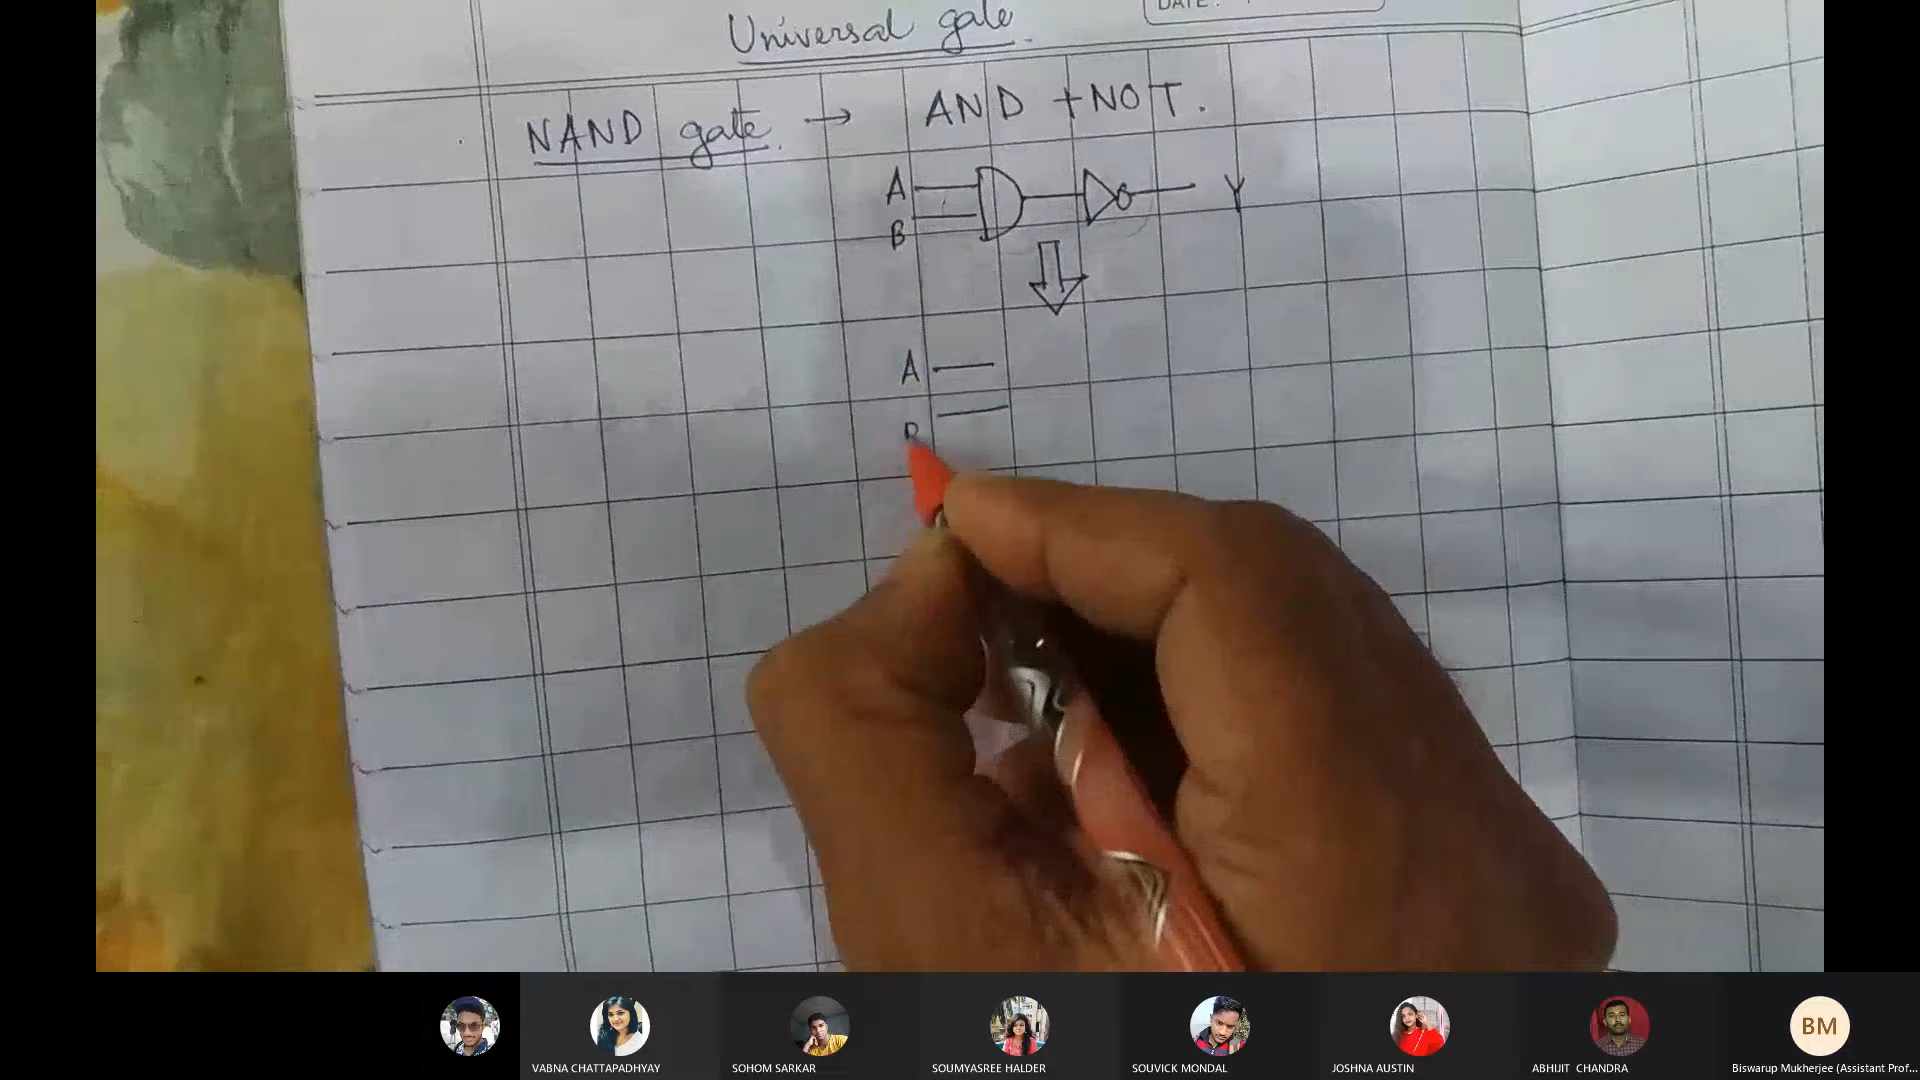 DATE :
Universal gate.
NAND gate. → AND + NOT.
A
B
Y
A
B
VABNA CHATTAPADHYAY
SOHOM SARKAR
SOUMYASREE HALDER
SOUVICK MONDAL
JOSHNA AUSTIN
ABHIJIT CHANDRA
BM
Biswarup Mukherjee (Assistant Prof...